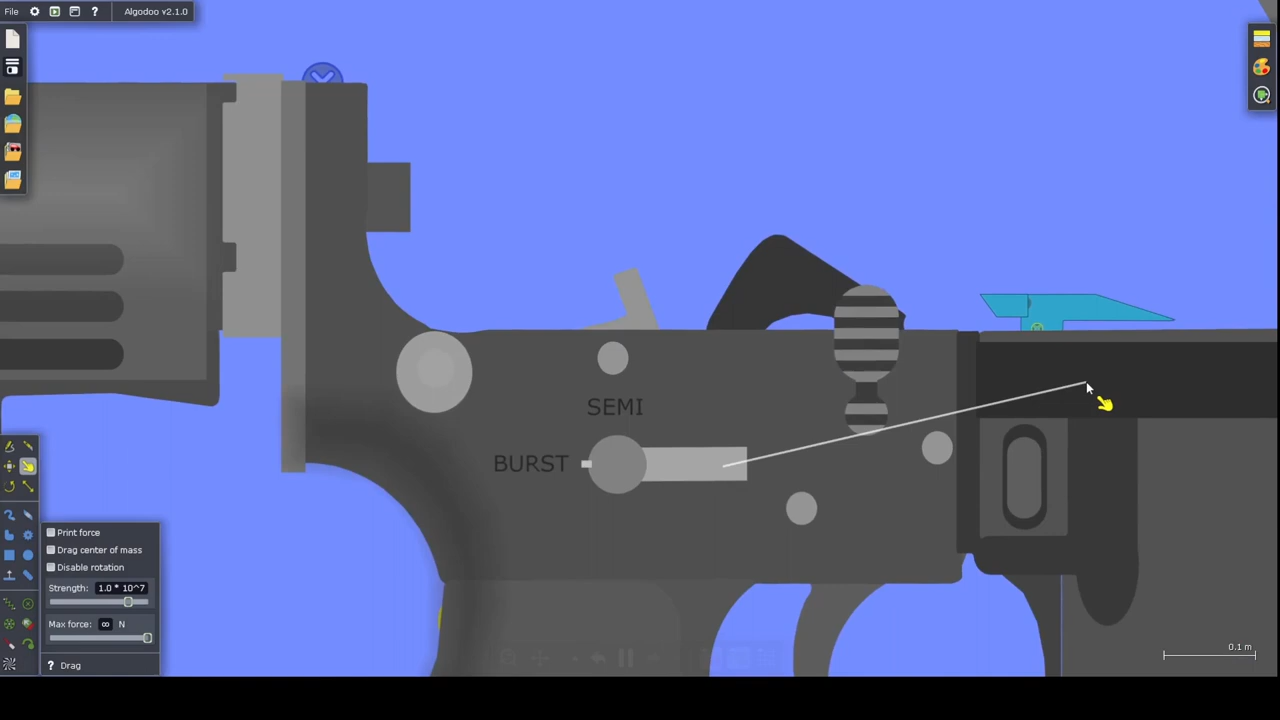 File
? Algodoo v2.1.0
SEMI
BURST
Print force
Drag center of mass
Disable rotation
Strength: 1.0 * 10^7
Max force: ∞ N
? Drag
0.1 m